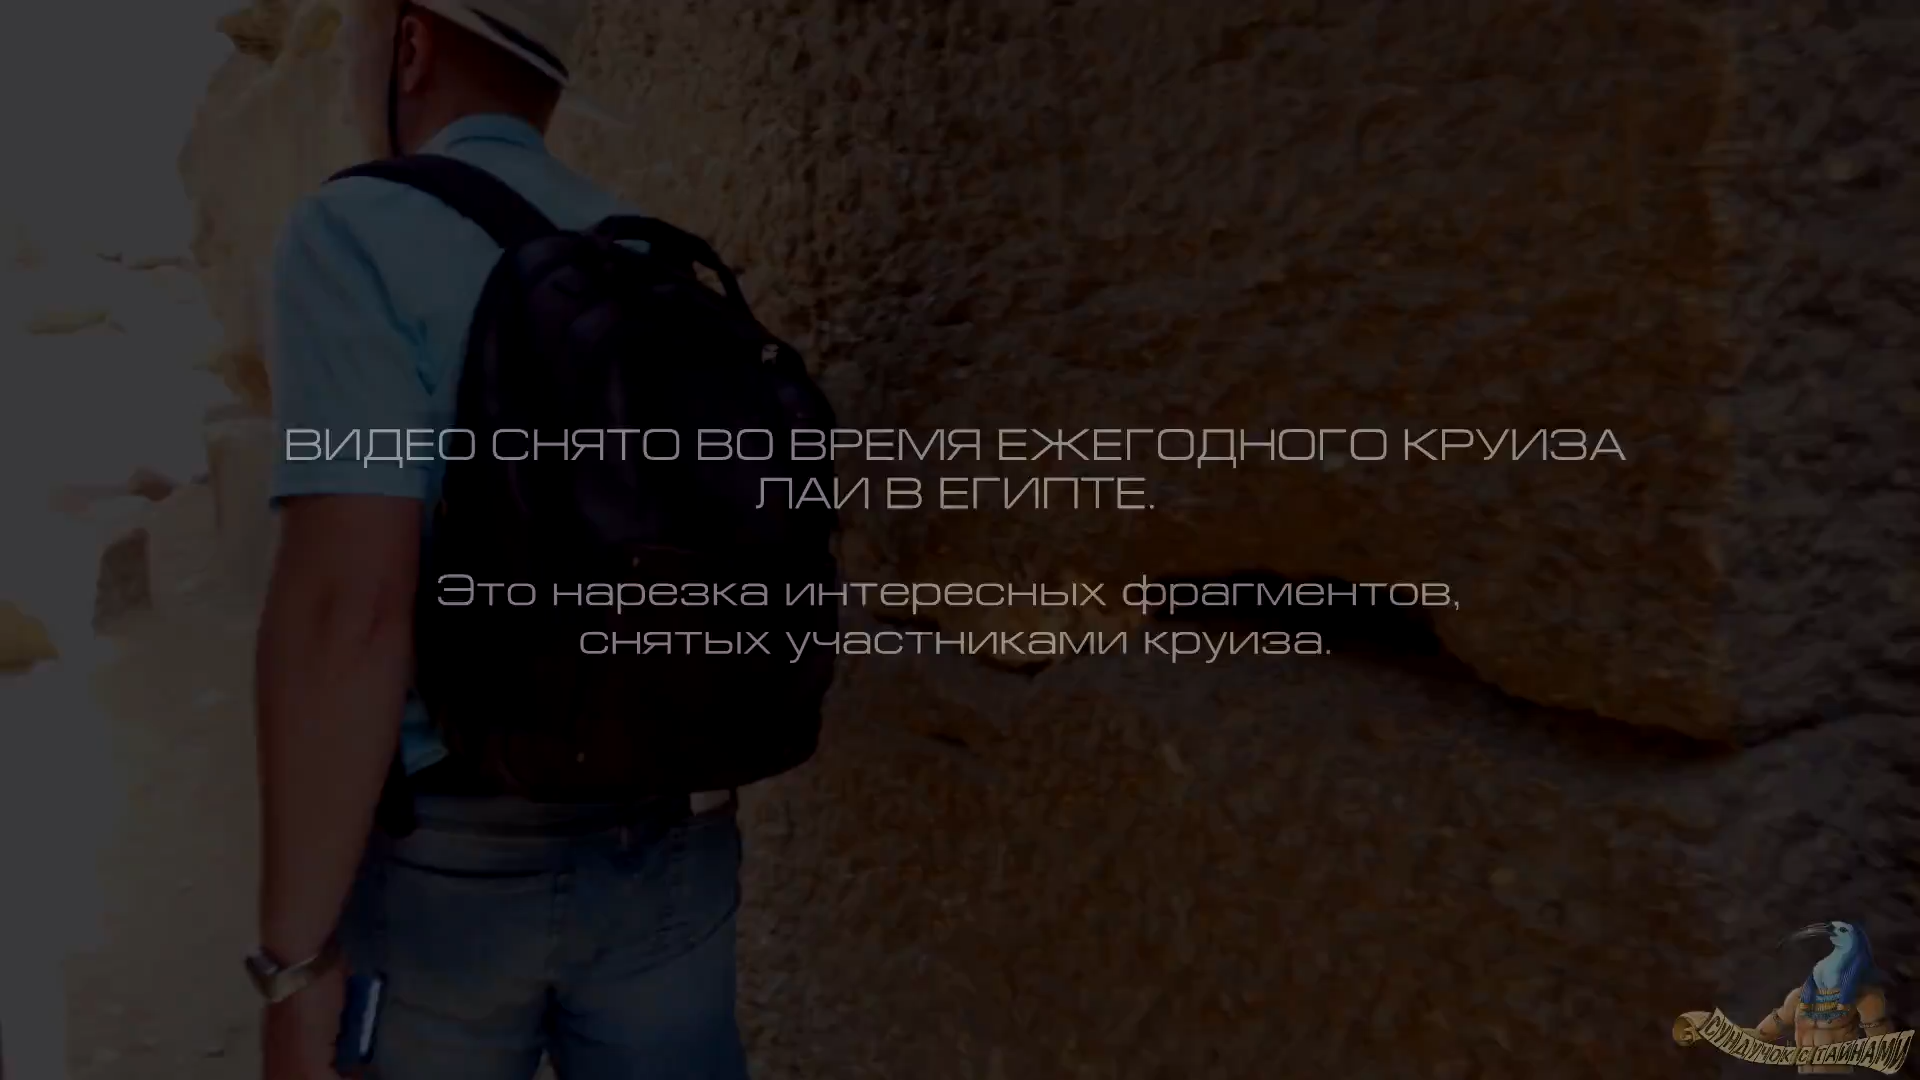 ВИДЕО СНЯТО ВО ВРЕМЯ ЕЖЕГОДНОГО КРУИЗА
ЛАИ В ЕГИПТЕ.
Это нарезка интересных фрагментов,
снятых участниками круиза.
СУНДУЧОК С ТАЙНАМИ